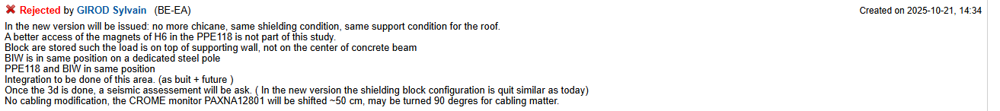 Rejected by GIROD Sylvain (BE-EA) Created on 2025-10-21, 14:34
In the new version will be issued: no more chicane, same shielding condition, same support condition for the roof.
A better access of the magnets of H6 in the PPE118 is not part of this study.
Block are stored such the load is on top of supporting wall, not on the center of concrete beam
BIW is in same position on a dedicated steel pole
PPE118 and BIW in same position
Integration to be done of this area. (as buit + future )
Once the 3d is done, a seismic assessement will be ask. ( In the new version the shielding block configuration is quit similar as today)
No cabling modification, the CROME monitor PAXNA12801 will be shifted ~50 cm, may be turned 90 degres for cabling matter.